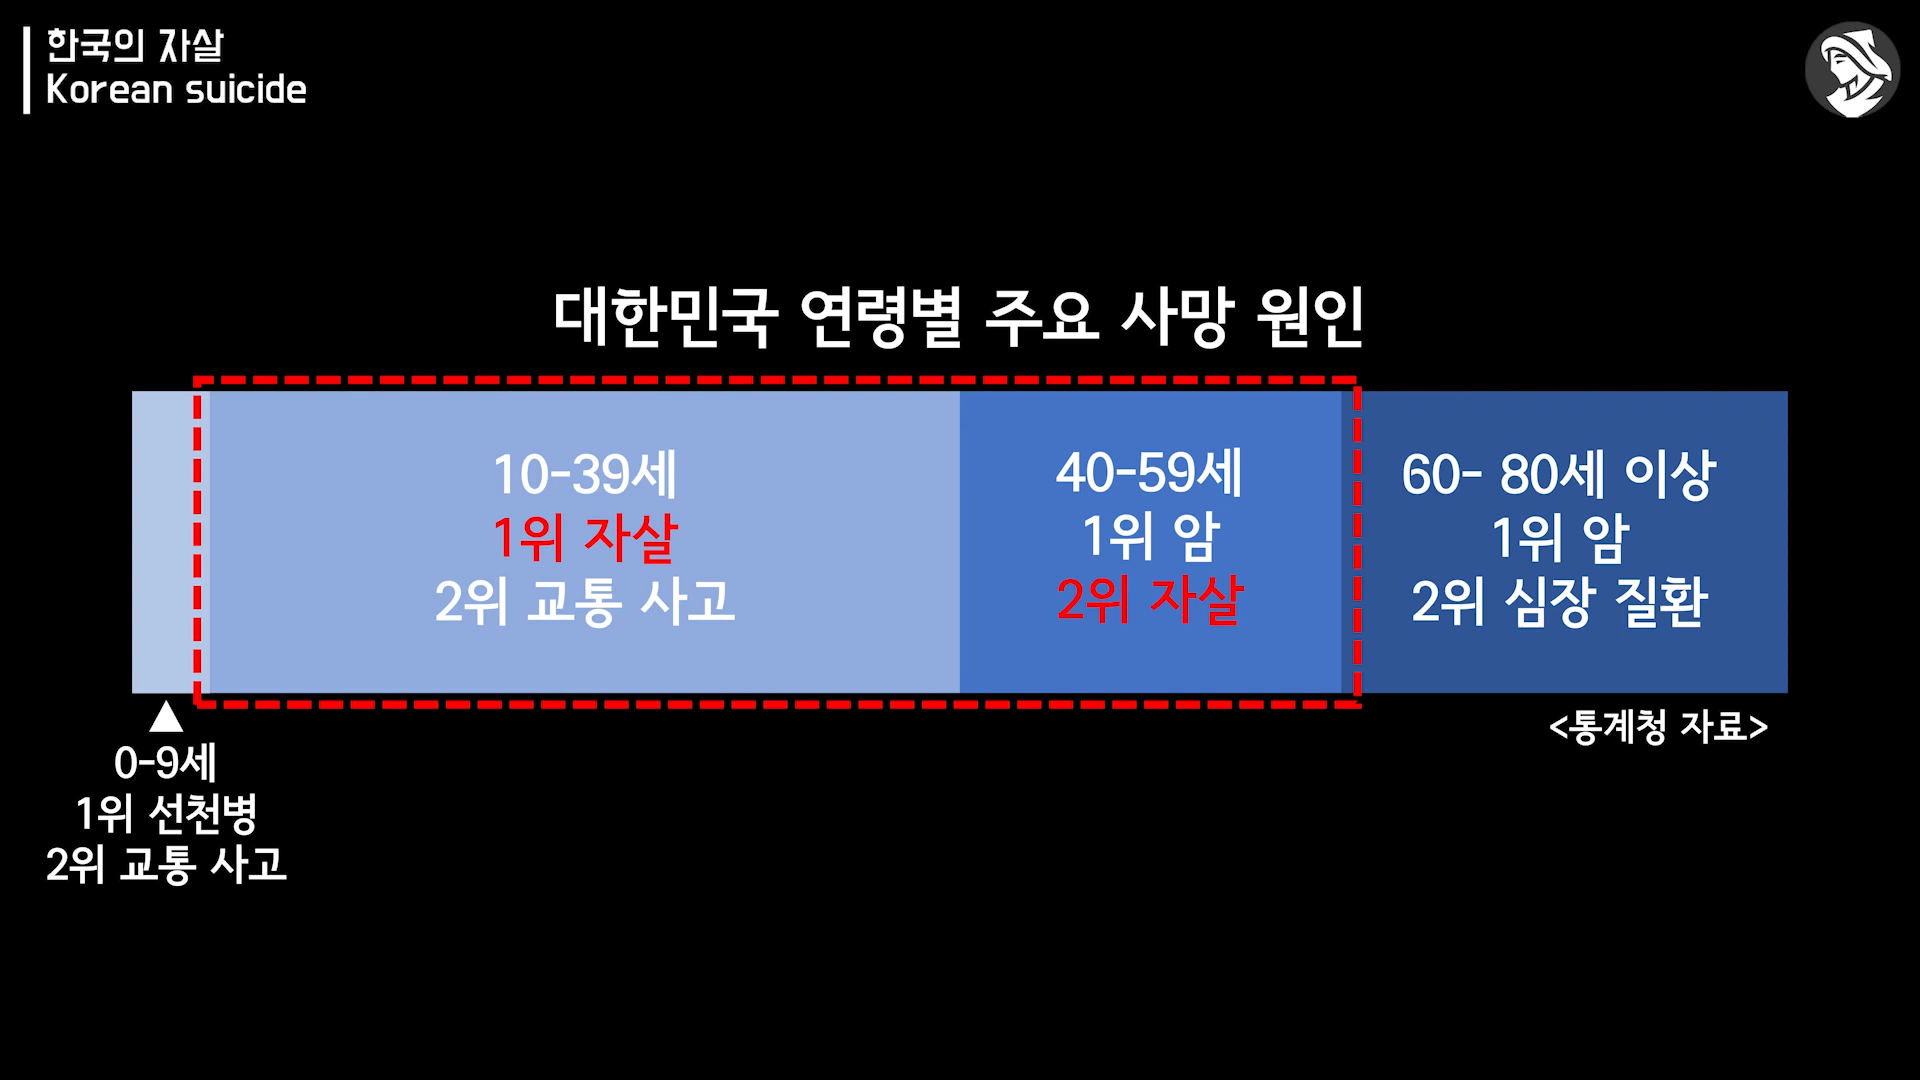 한국의 자살
Korean suicide
대한민국 연령별 주요 사망 원인
10-39세
1위 자살
2위 교통 사고
40-59세
1위 암
2위 자살
60- 80세 이상
1위 암
2위 심장 질환
<통계청 자료>
0-9세
1위 선천병
2위 교통 사고